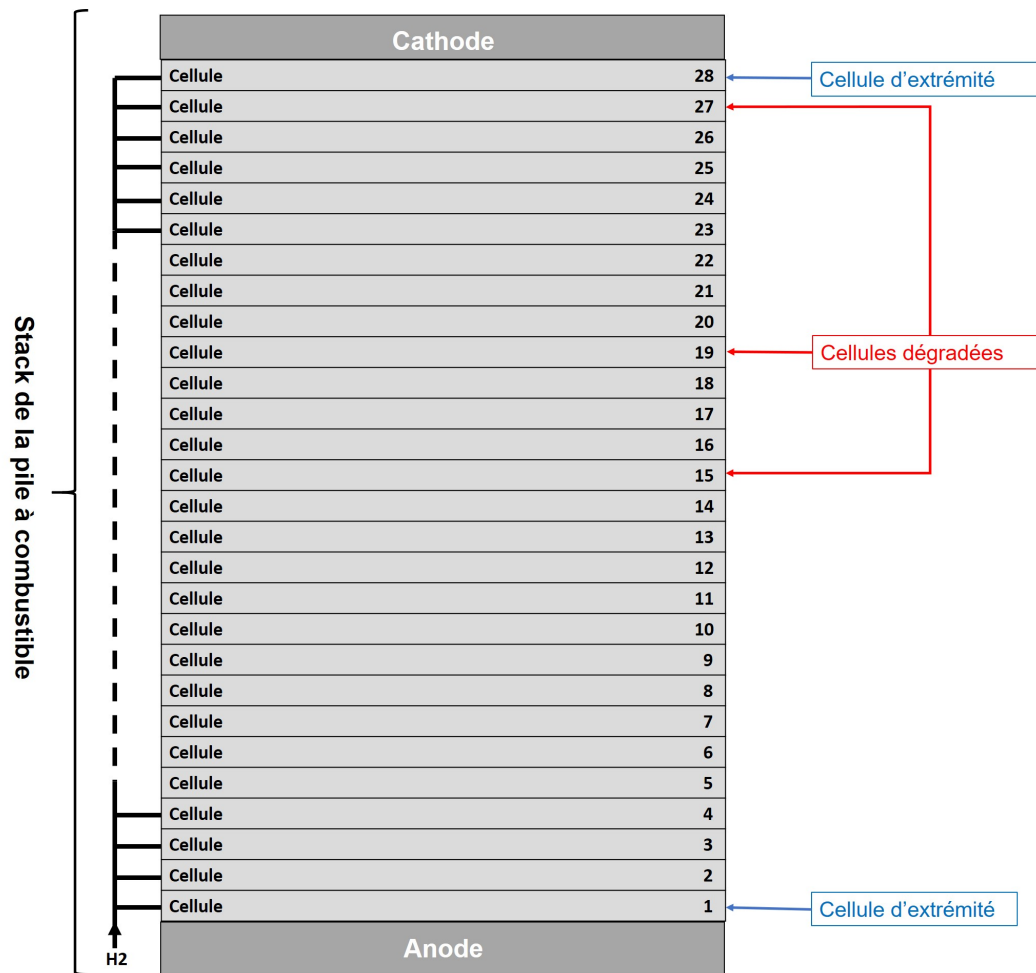 Cathode
Cellule 28
Cellule d'extrémité
Cellule 27
Cellule 26
Cellule 25
Cellule 24
Cellule 23
Cellule 22
Cellule 21
Cellule 20
Cellule 19
Cellules dégradées
Cellule 18
Cellule 17
Cellule 16
Cellule 15
Cellule 14
Cellule 13
Cellule 12
Cellule 11
Cellule 10
Cellule 9
Cellule 8
Cellule 7
Cellule 6
Cellule 5
Cellule 4
Cellule 3
Cellule 2
Cellule 1
Cellule d'extrémité
Anode
H2
Stack de la pile à combustible